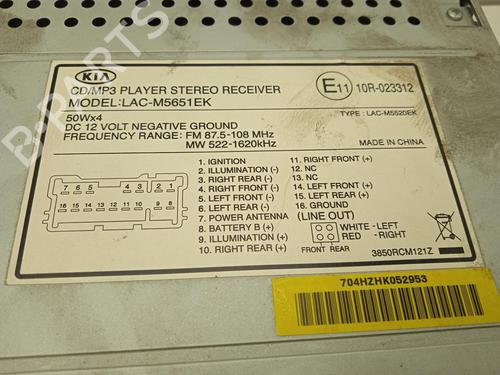 KIA
CD/MP3 PLAYER STEREO RECEIVER
MODEL:LAC-M5651EK
E11 10R-023312
50Wx4
TYPE : LAC-M5520EK
DC 12 VOLT NEGATIVE GROUND
FREQUENCY RANGE: FM 87.5-108 MHz
MW 522-1620kHz
MADE IN CHINA
7 6 5 4 3 2 1
16 15 14 13 12 11 10 9 8
1. IGNITION
2. ILLUMINATION (-)
3. RIGHT REAR (-)
4. RIGHT FRONT (-)
5. LEFT FRONT (-)
6. LEFT REAR (-)
7. POWER ANTENNA
8. BATTERY B (+)
9. ILLUMINATION (+)
10. RIGHT REAR (+)
11. RIGHT FRONT (+)
12. NC
13. NC
14. LEFT FRONT (+)
15. LEFT REAR (+)
16. GROUND
(LINE OUT)
WHITE -LEFT
RED -RIGHT
FRONT REAR
3850RCM121Z
704HZHK052953
B-PARTS